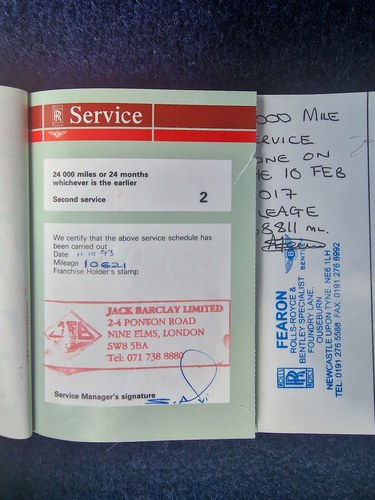 RR Service
24 000 miles or 24 months
whichever is the earlier
Second service 2
We certify that the above service schedule has
been carried out
Date 11 10 93
Mileage 10621
Franchise Holder's stamp
JACK BARCLAY LIMITED
2-4 PONTON ROAD
NINE ELMS, LONDON
SW8 5BA
Tel: 071 738 8880
Service Manager's signature
000 MILE
ERVICE
ONE ON
HE 10 FEB
017
LEAGE
8811 ML.
FEARON
ROLLS-ROYCE &
BENTLEY SPECIALIST
FOUNDRY LANE,
OUSEBURN
NEWCASTLE UPON TYNE, NE6 1LH
TEL: 0191 276 5588 FAX: 0191 276 6992